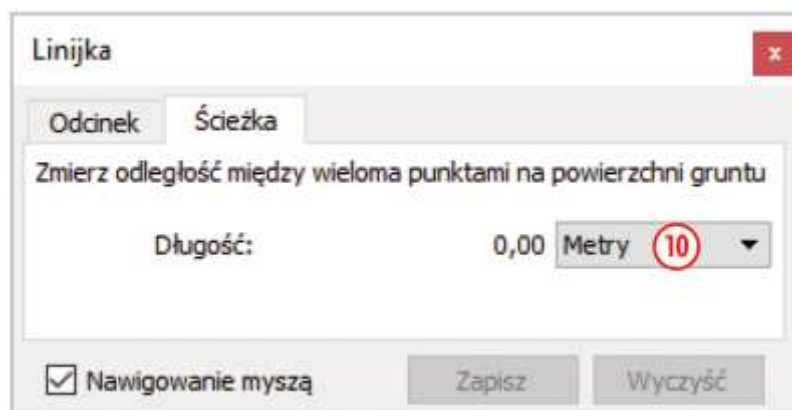 Linijka x
Odcinek Ścieżka
Zmierz odległość między wieloma punktami na powierzchni gruntu
Długość: 0,00 Metry 10
Nawigowanie myszą Zapisz Wyczyść